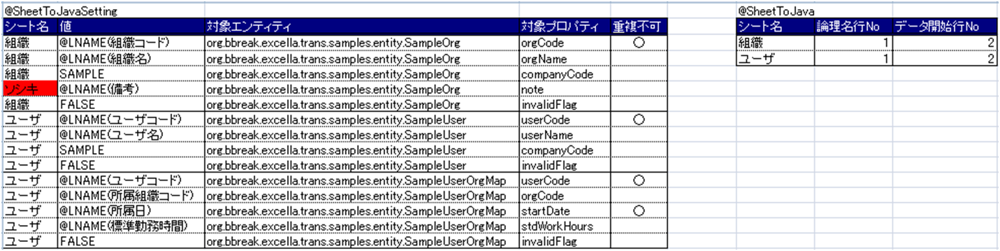 @SheetToJavaSetting @SheetToJava
シート名 値 対象エンティティ 対象プロパティ 重複不可 シート名 論理名行No データ開始行No
組織 @LNAME(組織コード) org.bbreak.excella.trans.samples.entity.SampleOrg orgCode ○ 組織 1 2
組織 @LNAME(組織名) org.bbreak.excella.trans.samples.entity.SampleOrg orgName ユーザ 1 2
組織 SAMPLE org.bbreak.excella.trans.samples.entity.SampleOrg companyCode
ソシキ @LNAME(備考) org.bbreak.excella.trans.samples.entity.SampleOrg note
組織 FALSE org.bbreak.excella.trans.samples.entity.SampleOrg invalidFlag
ユーザ @LNAME(ユーザコード) org.bbreak.excella.trans.samples.entity.SampleUser userCode ○
ユーザ @LNAME(ユーザ名) org.bbreak.excella.trans.samples.entity.SampleUser userName
ユーザ SAMPLE org.bbreak.excella.trans.samples.entity.SampleUser companyCode
ユーザ FALSE org.bbreak.excella.trans.samples.entity.SampleUser invalidFlag
ユーザ @LNAME(ユーザコード) org.bbreak.excella.trans.samples.entity.SampleUserOrgMap userCode ○
ユーザ @LNAME(所属組織コード) org.bbreak.excella.trans.samples.entity.SampleUserOrgMap orgCode
ユーザ @LNAME(所属日) org.bbreak.excella.trans.samples.entity.SampleUserOrgMap startDate ○
ユーザ @LNAME(標準勤務時間) org.bbreak.excella.trans.samples.entity.SampleUserOrgMap stdWorkHours
ユーザ FALSE org.bbreak.excella.trans.samples.entity.SampleUserOrgMap invalidFlag